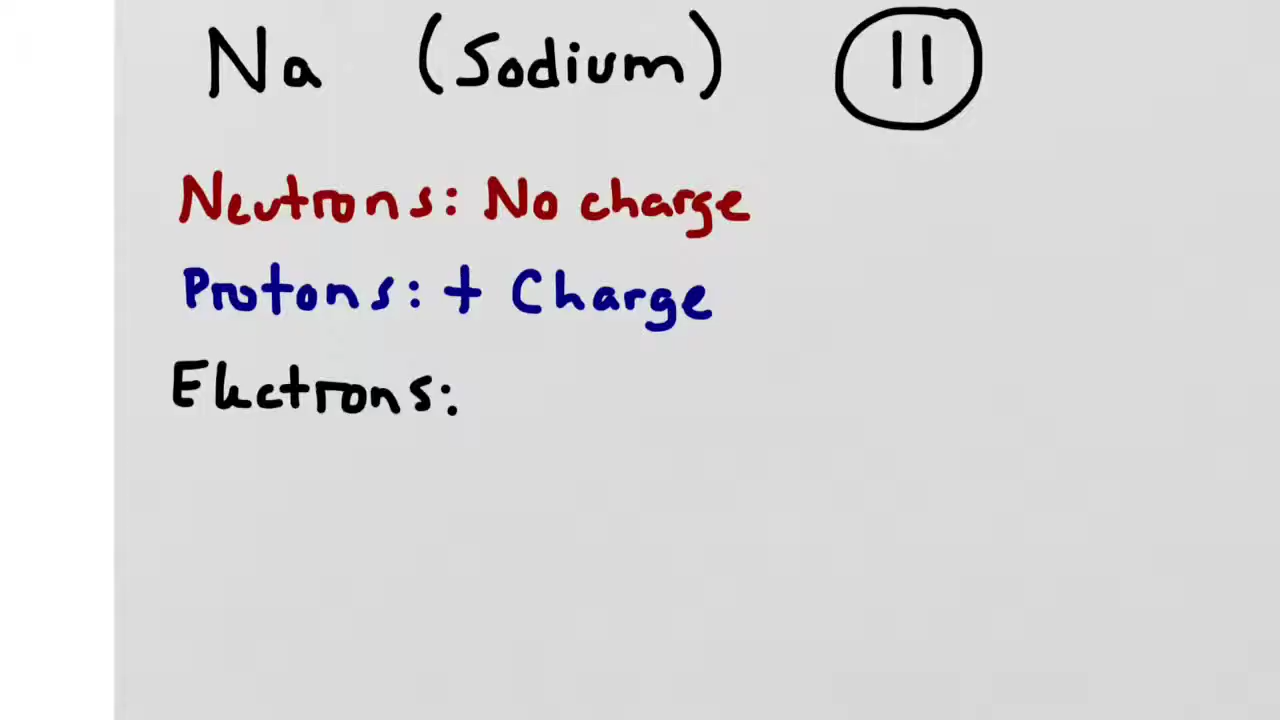 Na (Sodium) 11
Neutrons: No charge
Protons: + Charge
Electrons: